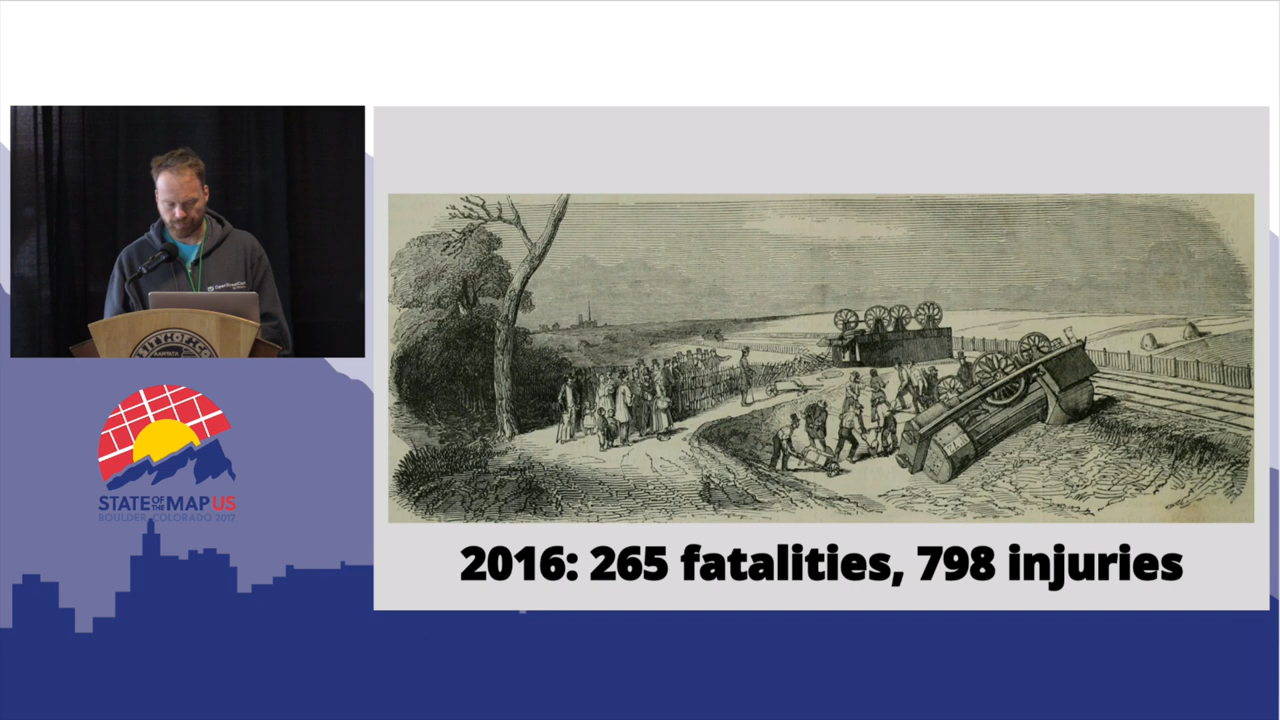 2016: 265 fatalities, 798 injuries
STATE OF THE MAP US
BOULDER, COLORADO 2017